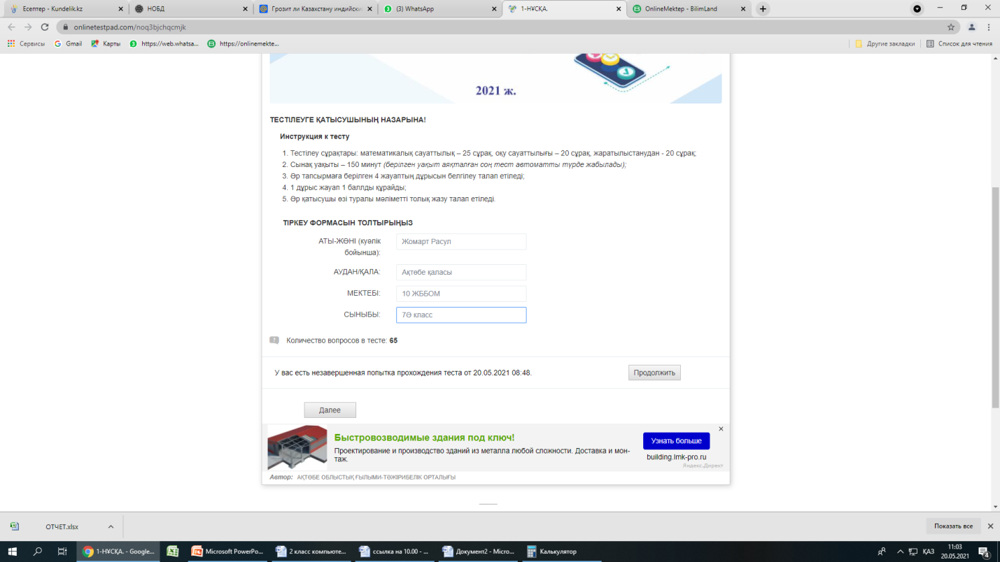 Есептер - Kundelik.kz
НОБД
Грозит ли Казахстану индийски
(3) WhatsApp
1-НҰСҚА.
OnlineMektep - BilimLand
onlinetestpad.com/noq3bjchqcmjk
Сервисы
Gmail
Карты
https://web.whatsa...
https://onlinemekte...
Другие закладки
Список для чтения
2021 ж.
ТЕСТІЛЕУГЕ ҚАТЫСУШЫНЫҢ НАЗАРЫНА!
Инструкция к тесту
1. Тестілеу сұрақтары: математикалық сауаттылық – 25 сұрақ, оқу сауаттылығы – 20 сұрақ, жаратылыстанудан - 20 сұрақ;
2. Сынақ уақыты – 150 минут (берілген уақыт аяқталған соң тест автоматты түрде жабылады);
3. Әр тапсырмаға берілген 4 жауаптың дұрысын белгілеу талап етіледі;
4. 1 дұрыс жауап 1 баллды құрайды;
5. Әр қатысушы өзі туралы мәліметті толық жазу талап етіледі.
ТІРКЕУ ФОРМАСЫН ТОЛТЫРЫҢЫЗ
АТЫ-ЖӨНІ (куәлік
бойынша):
Жомарт Расул
АУДАН/ҚАЛА:
Ақтөбе қаласы
МЕКТЕБІ:
10 ЖББОМ
СЫНЫБЫ:
7Ә класс
Количество вопросов в тесте: 65
У вас есть незавершенная попытка прохождения теста от 20.05.2021 08:48.
Продолжить
Далее
Быстровозводимые здания под ключ!
Проектирование и производство зданий из металла любой сложности. Доставка и мон-
таж.
Узнать больше
building.lmk-pro.ru
Яндекс.Директ
Автор: АҚТӨБЕ ОБЛЫСТЫҚ ҒЫЛЫМИ-ТӘЖІРИБЕЛІК ОРТАЛЫҒЫ
ОТЧЕТ.xlsx
Показать все
1-НҰСҚА. - Google...
Microsoft PowerPo...
2 класс компьюте...
ссылка на 10.00 - ...
Документ2 - Micro...
Калькулятор
ҚАЗ
11:03
20.05.2021
4